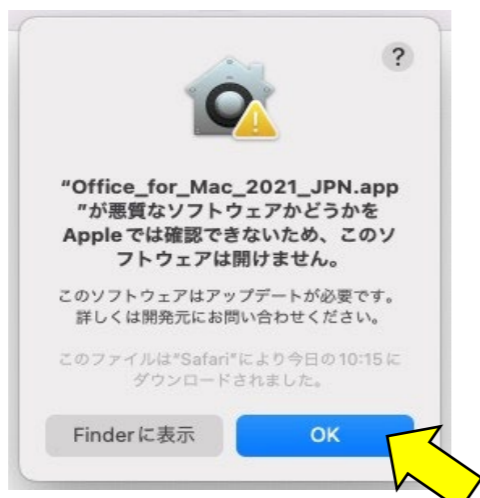 ?
“Office_for_Mac_2021_JPN.app
”が悪質なソフトウェアかどうかを
Appleでは確認できないため、このソ
フトウェアは開けません。
このソフトウェアはアップデートが必要です。
詳しくは開発元にお問い合わせください。
このファイルは“Safari”により今日の10:15に
ダウンロードされました。
Finderに表示
OK